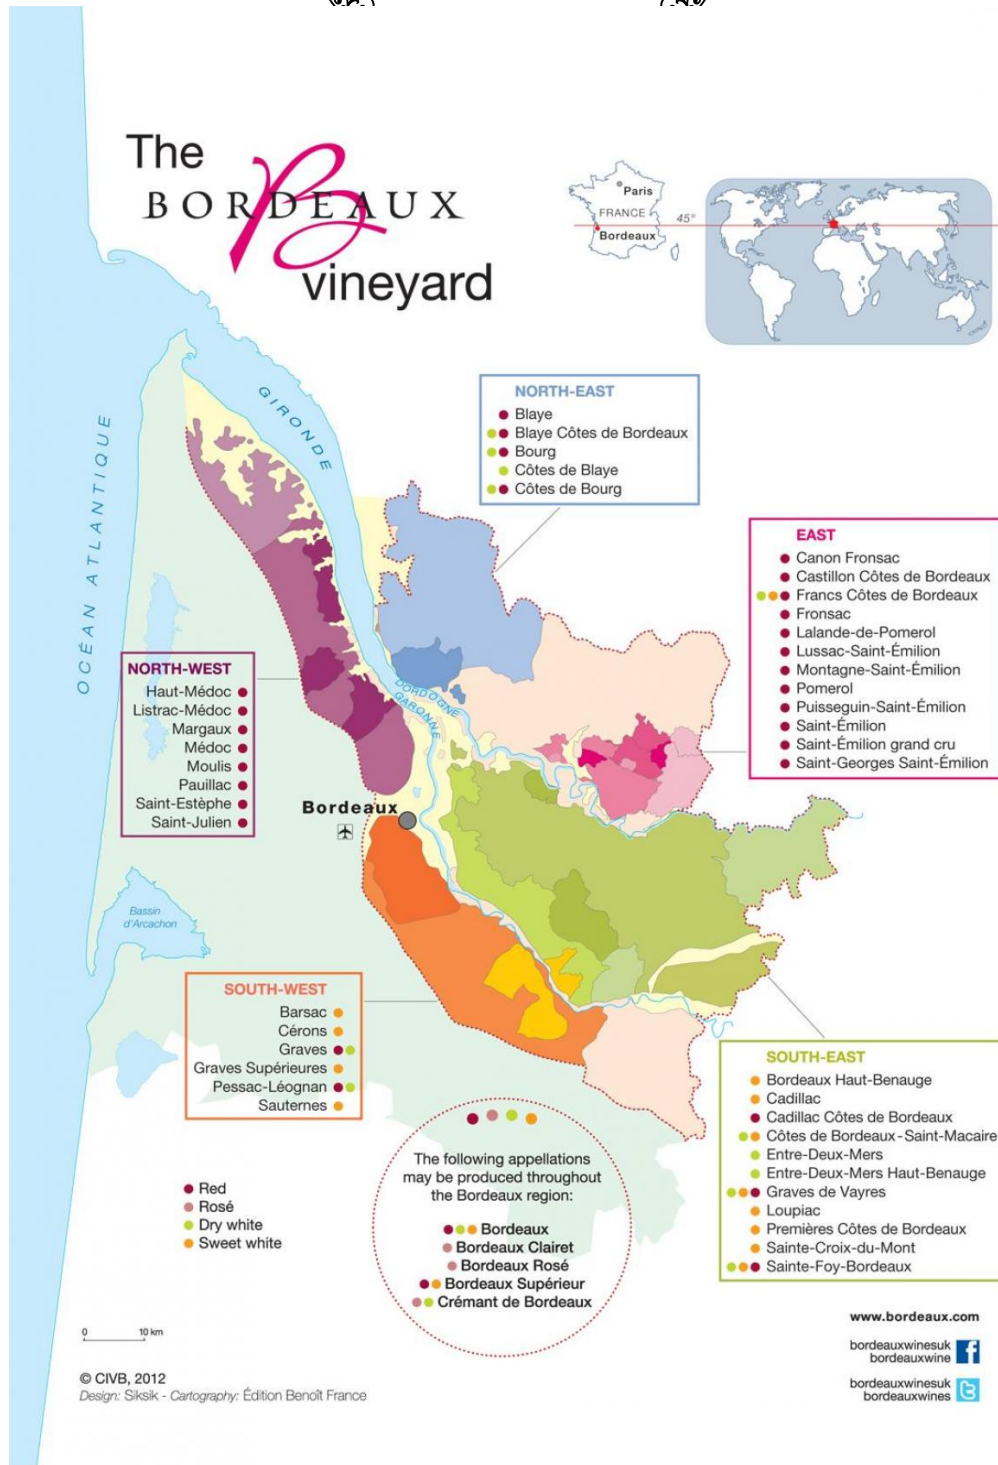 The
BORDEAUX
vineyard
Paris
FRANCE
Bordeaux
45°
GIRONDE
OCÉAN ATLANTIQUE
NORTH-EAST
Blaye
Blaye Côtes de Bordeaux
Bourg
Côtes de Blaye
Côtes de Bourg
EAST
Canon Fronsac
Castillon Côtes de Bordeaux
Francs Côtes de Bordeaux
Fronsac
Lalande-de-Pomerol
Lussac-Saint-Émilion
Montagne-Saint-Émilion
Pomerol
Puisseguin-Saint-Émilion
Saint-Émilion
Saint-Émilion grand cru
Saint-Georges Saint-Émilion
NORTH-WEST
Haut-Médoc
Listrac-Médoc
Margaux
Médoc
Moulis
Pauillac
Saint-Estèphe
Saint-Julien
DORDOGNE
GARONNE
Bordeaux
Bassin
d'Arcachon
SOUTH-WEST
Barsac
Cérons
Graves
Graves Supérieures
Pessac-Léognan
Sauternes
SOUTH-EAST
Bordeaux Haut-Benauge
Cadillac
Cadillac Côtes de Bordeaux
Côtes de Bordeaux-Saint-Macaire
Entre-Deux-Mers
Entre-Deux-Mers Haut-Benauge
Graves de Vayres
Loupiac
Premières Côtes de Bordeaux
Sainte-Croix-du-Mont
Sainte-Foy-Bordeaux
Red
Rosé
Dry white
Sweet white
The following appellations
may be produced throughout
the Bordeaux region:
Bordeaux
Bordeaux Clairet
Bordeaux Rosé
Bordeaux Supérieur
Crémant de Bordeaux
0 10 km
© CIVB, 2012
Design: Siksik - Cartography: Édition Benoît France
www.bordeaux.com
bordeauxwinesuk
bordeauxwine
bordeauxwinesuk
bordeauxwines